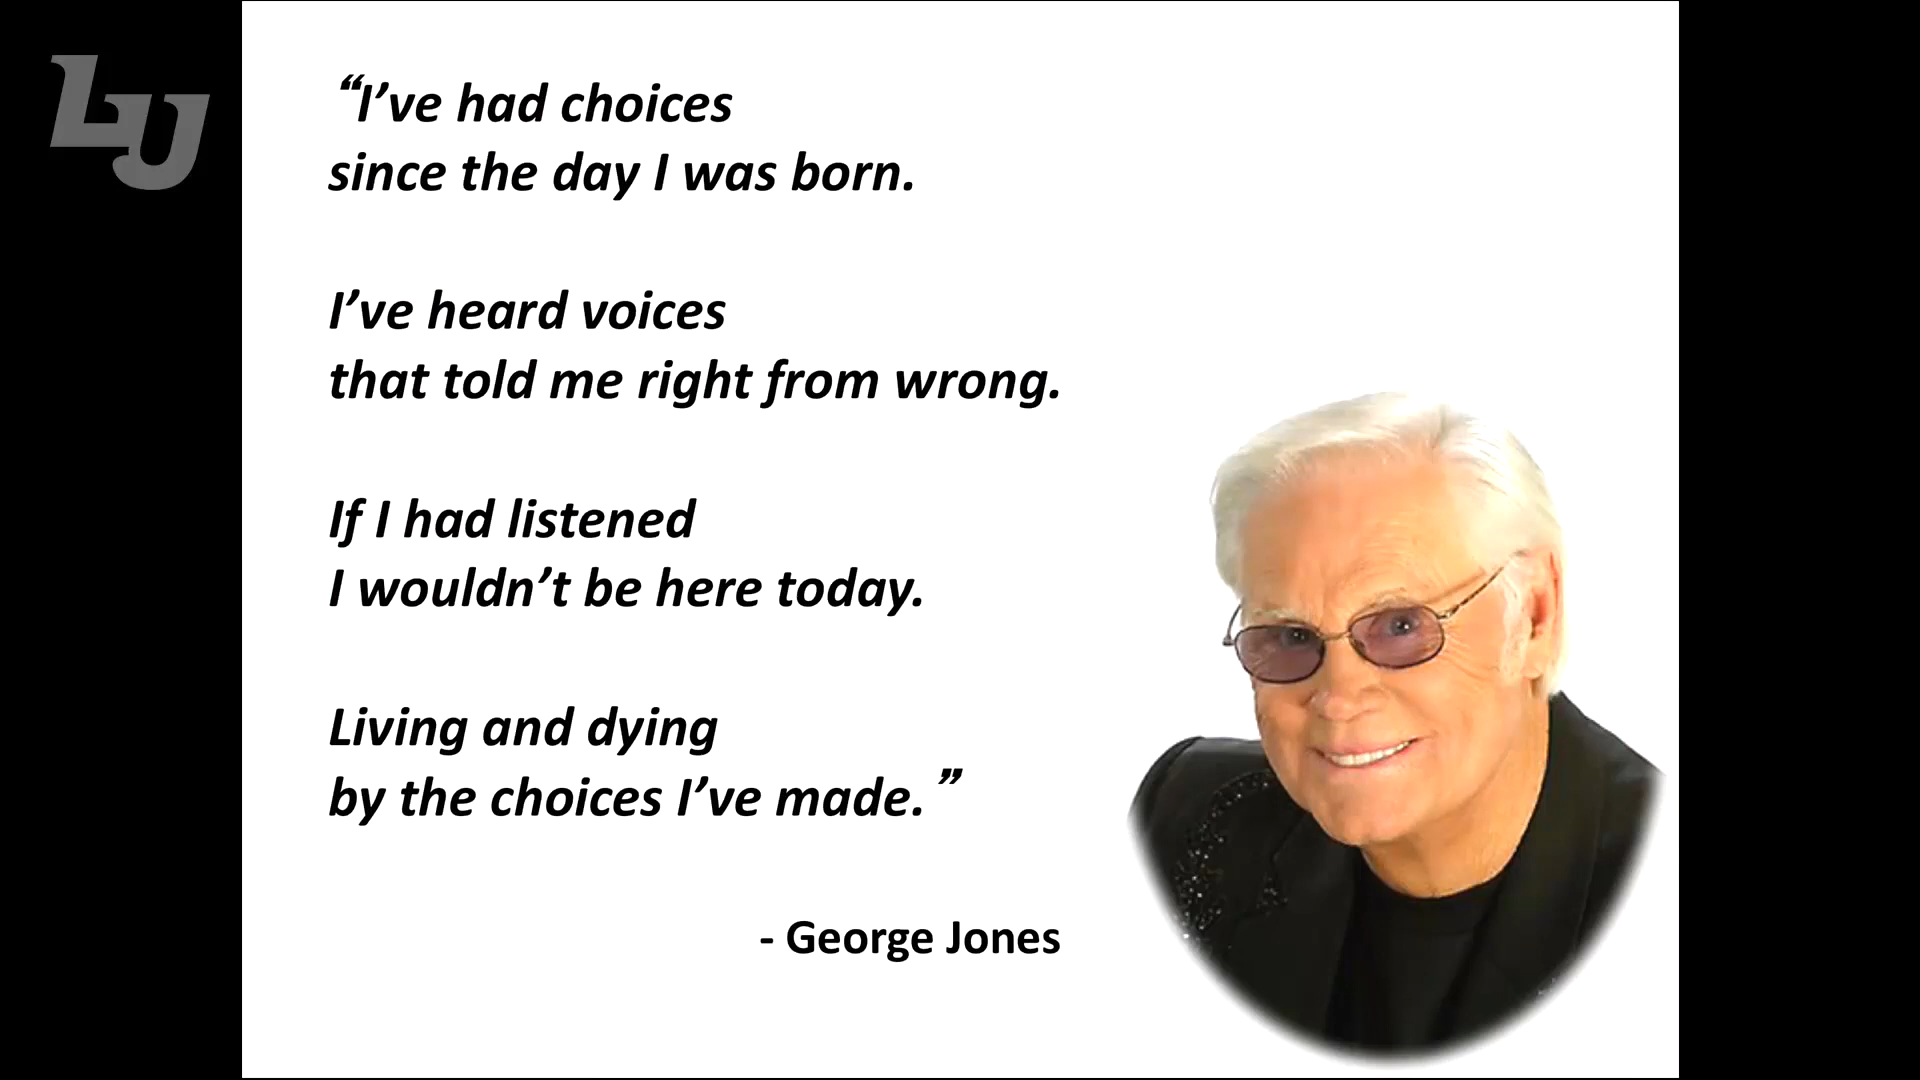 LU
“I’ve had choices
since the day I was born.
I’ve heard voices
that told me right from wrong.
If I had listened
I wouldn’t be here today.
Living and dying
by the choices I’ve made.”
- George Jones